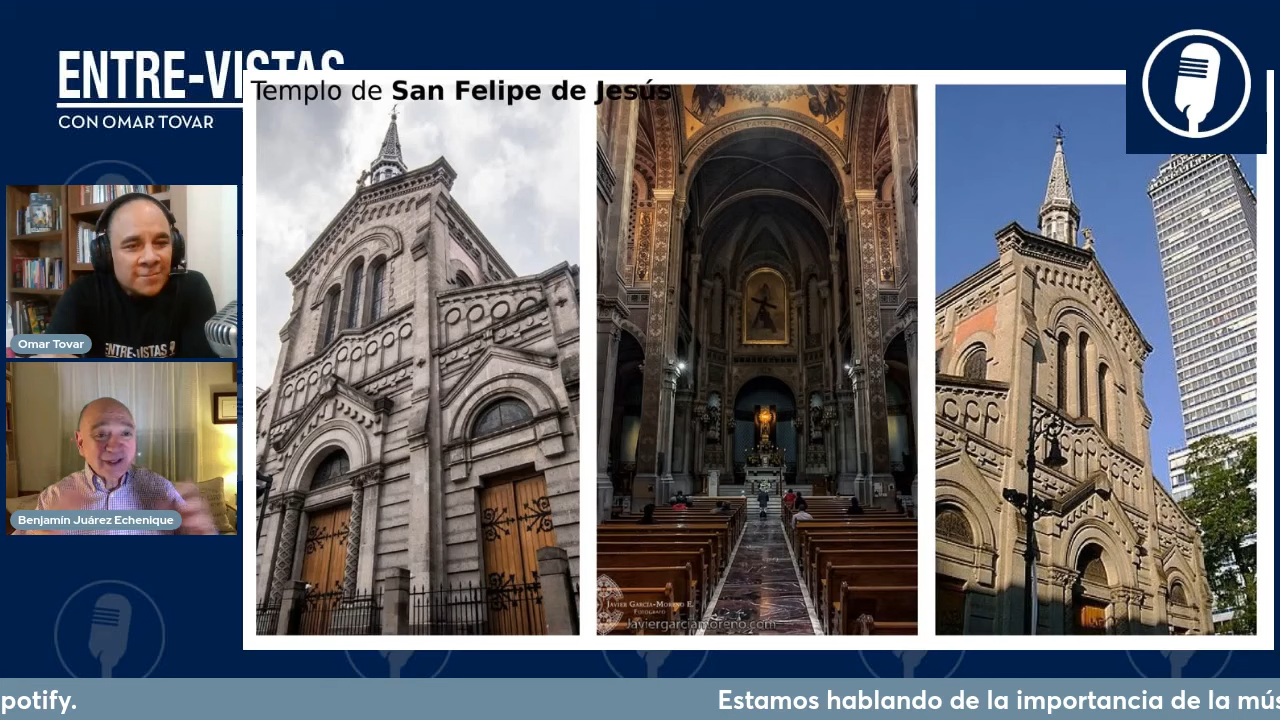 ENTRE-VISTAS
CON OMAR TOVAR
Templo de San Felipe de Jesús
Omar Tovar
ENTRE-VISTAS
Benjamín Juárez Echenique
Javier García-Moreno E.
Fotógrafo
Javiergarciamoreno.com
potify.
Estamos hablando de la importancia de la mús